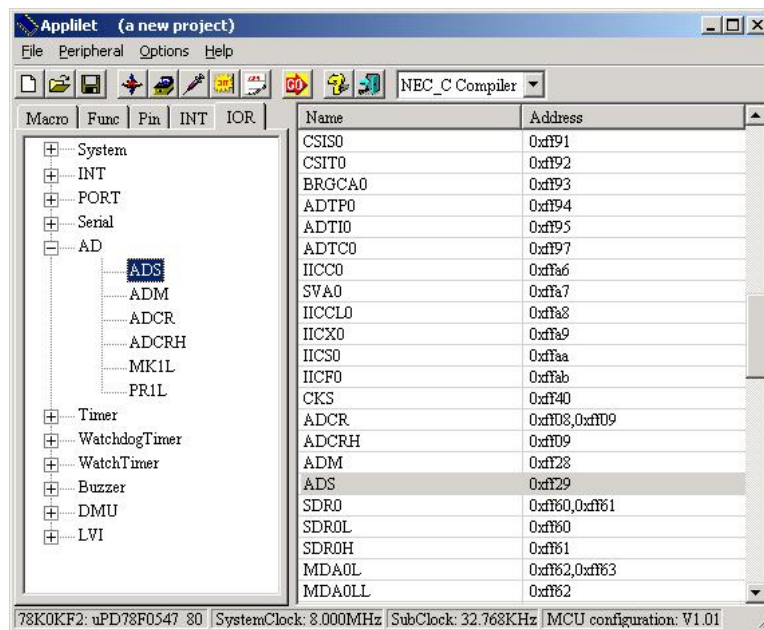 Applilet (a new project)
File Peripheral Options Help
NEC_C Compiler
Macro Func Pin INT IOR
System
INT
PORT
Serial
AD
ADS
ADM
ADCR
ADCRH
MK1L
PR1L
Timer
WatchdogTimer
WatchTimer
Buzzer
DMU
LVI
Name Address
CSIS0 0xff91
CSIT0 0xff92
BRGCA0 0xff93
ADTP0 0xff94
ADTI0 0xff95
ADTC0 0xff97
IICC0 0xffa6
SVA0 0xffa7
IICCL0 0xffa8
IICX0 0xffa9
IICS0 0xffaa
IICF0 0xffab
CKS 0xff40
ADCR 0xff08,0xff09
ADCRH 0xff09
ADM 0xff28
ADS 0xff29
SDR0 0xff60,0xff61
SDR0L 0xff60
SDR0H 0xff61
MDA0L 0xff62,0xff63
MDA0LL 0xff62
78K0KF2: uPD78F0547_80 SystemClock: 8.000MHz SubClock: 32.768KHz MCU configuration: V1.01